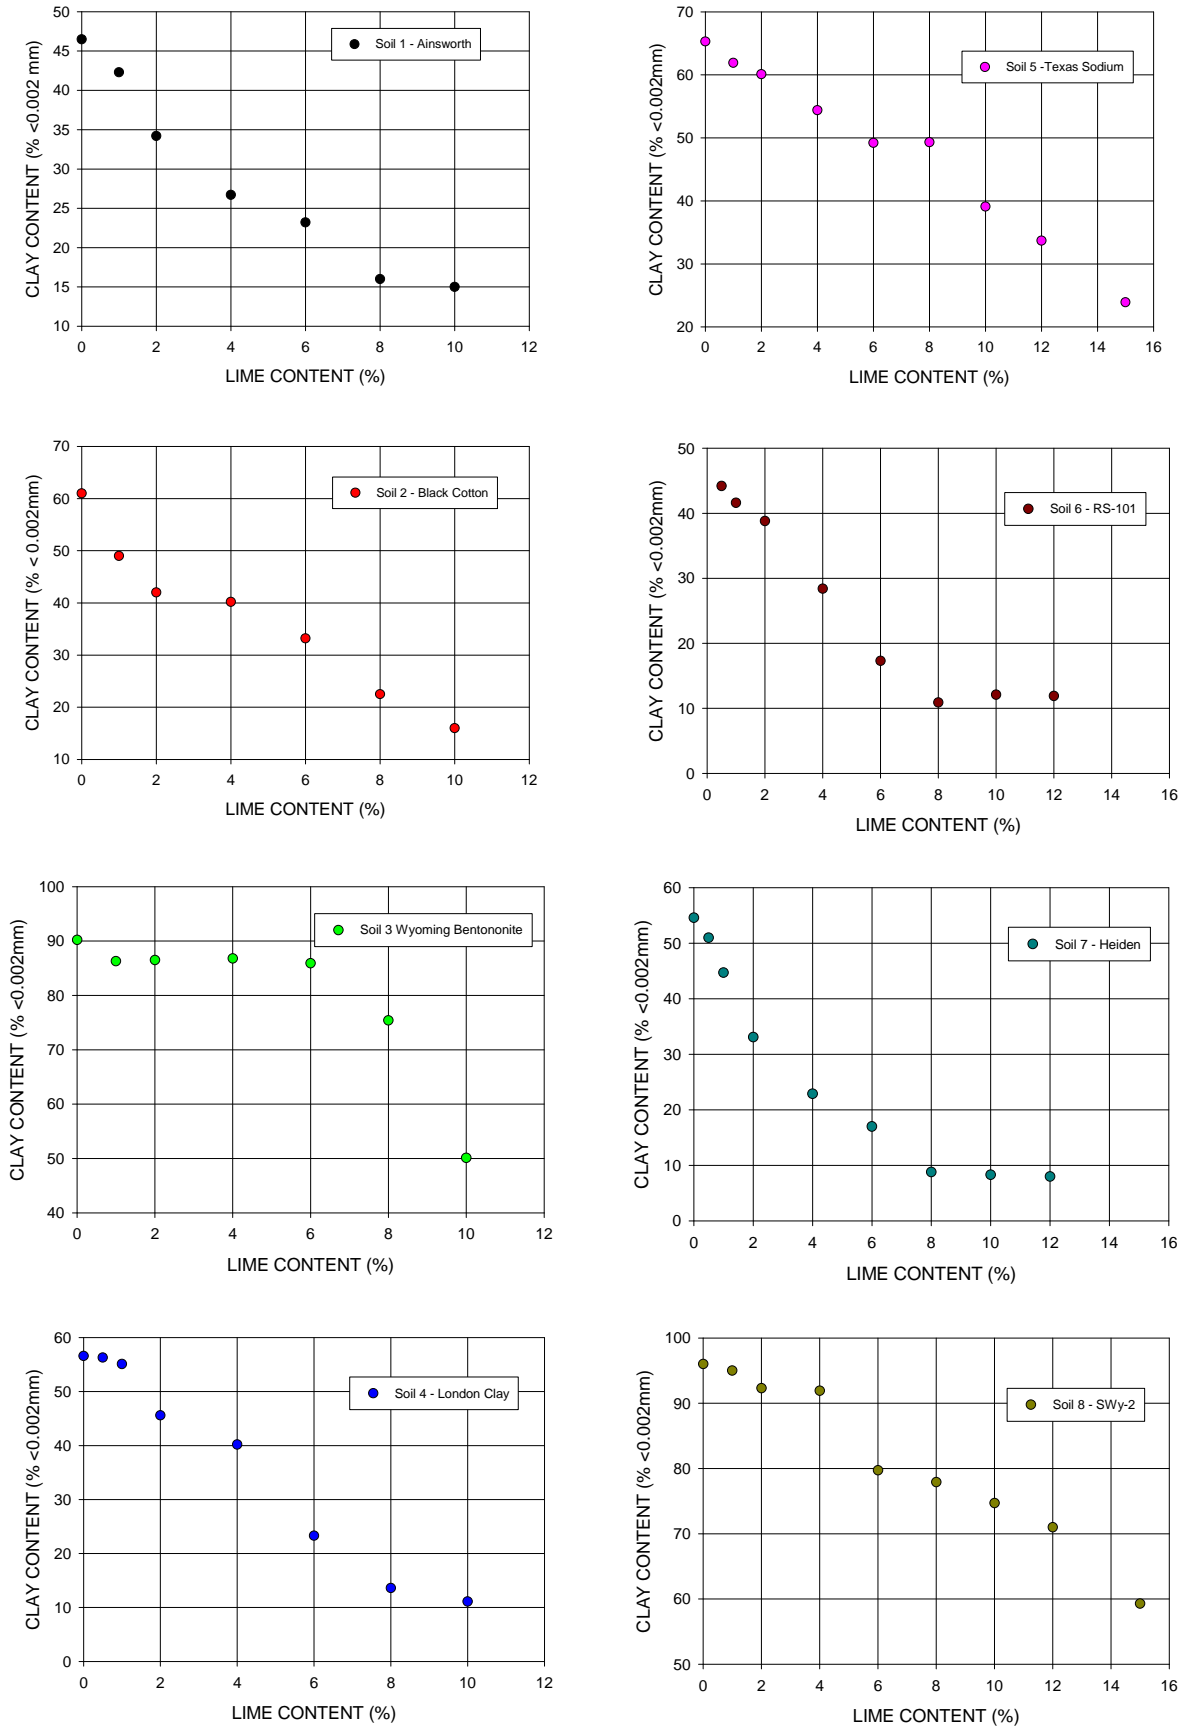 CLAY CONTENT (% <0.002 mm)
50
45
40
35
30
25
20
15
10
0 2 4 6 8 10 12
LIME CONTENT (%)
Soil 1 - Ainsworth
CLAY CONTENT (% <0.002mm)
70
60
50
40
30
20
0 2 4 6 8 10 12 14 16
LIME CONTENT (%)
Soil 5 -Texas Sodium
CLAY CONTENT (% < 0.002mm)
70
60
50
40
30
20
10
0 2 4 6 8 10 12
LIME CONTENT (%)
Soil 2 - Black Cotton
CLAY CONTENT (% <0.002mm)
50
40
30
20
10
0
0 2 4 6 8 10 12 14 16
LIME CONTENT (%)
Soil 6 - RS-101
CLAY CONTENT (% <0.002mm)
100
90
80
70
60
50
40
0 2 4 6 8 10 12
LIME CONTENT (%)
Soil 3 Wyoming Bentononite
CLAY CONTENT (% <0.002mm)
60
50
40
30
20
10
0
0 2 4 6 8 10 12 14 16
LIME CONTENT (%)
Soil 7 - Heiden
CLAY CONTENT (% <0.002mm)
60
50
40
30
20
10
0
0 2 4 6 8 10 12
LIME CONTENT (%)
Soil 4 - London Clay
CLAY CONTENT (% <0.002mm)
100
90
80
70
60
50
0 2 4 6 8 10 12 14 16
LIME CONTENT (%)
Soil 8 - SWy-2